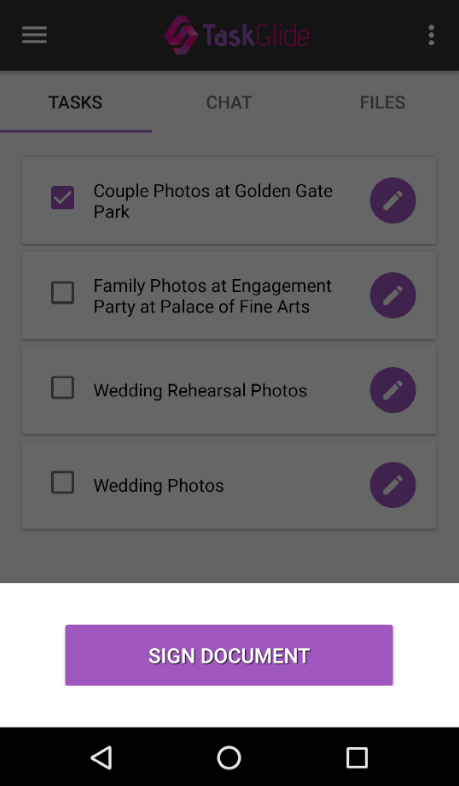 TaskGlide
TASKS
CHAT
FILES
Couple Photos at Golden Gate
Park
Family Photos at Engagement
Party at Palace of Fine Arts
Wedding Rehearsal Photos
Wedding Photos
SIGN DOCUMENT